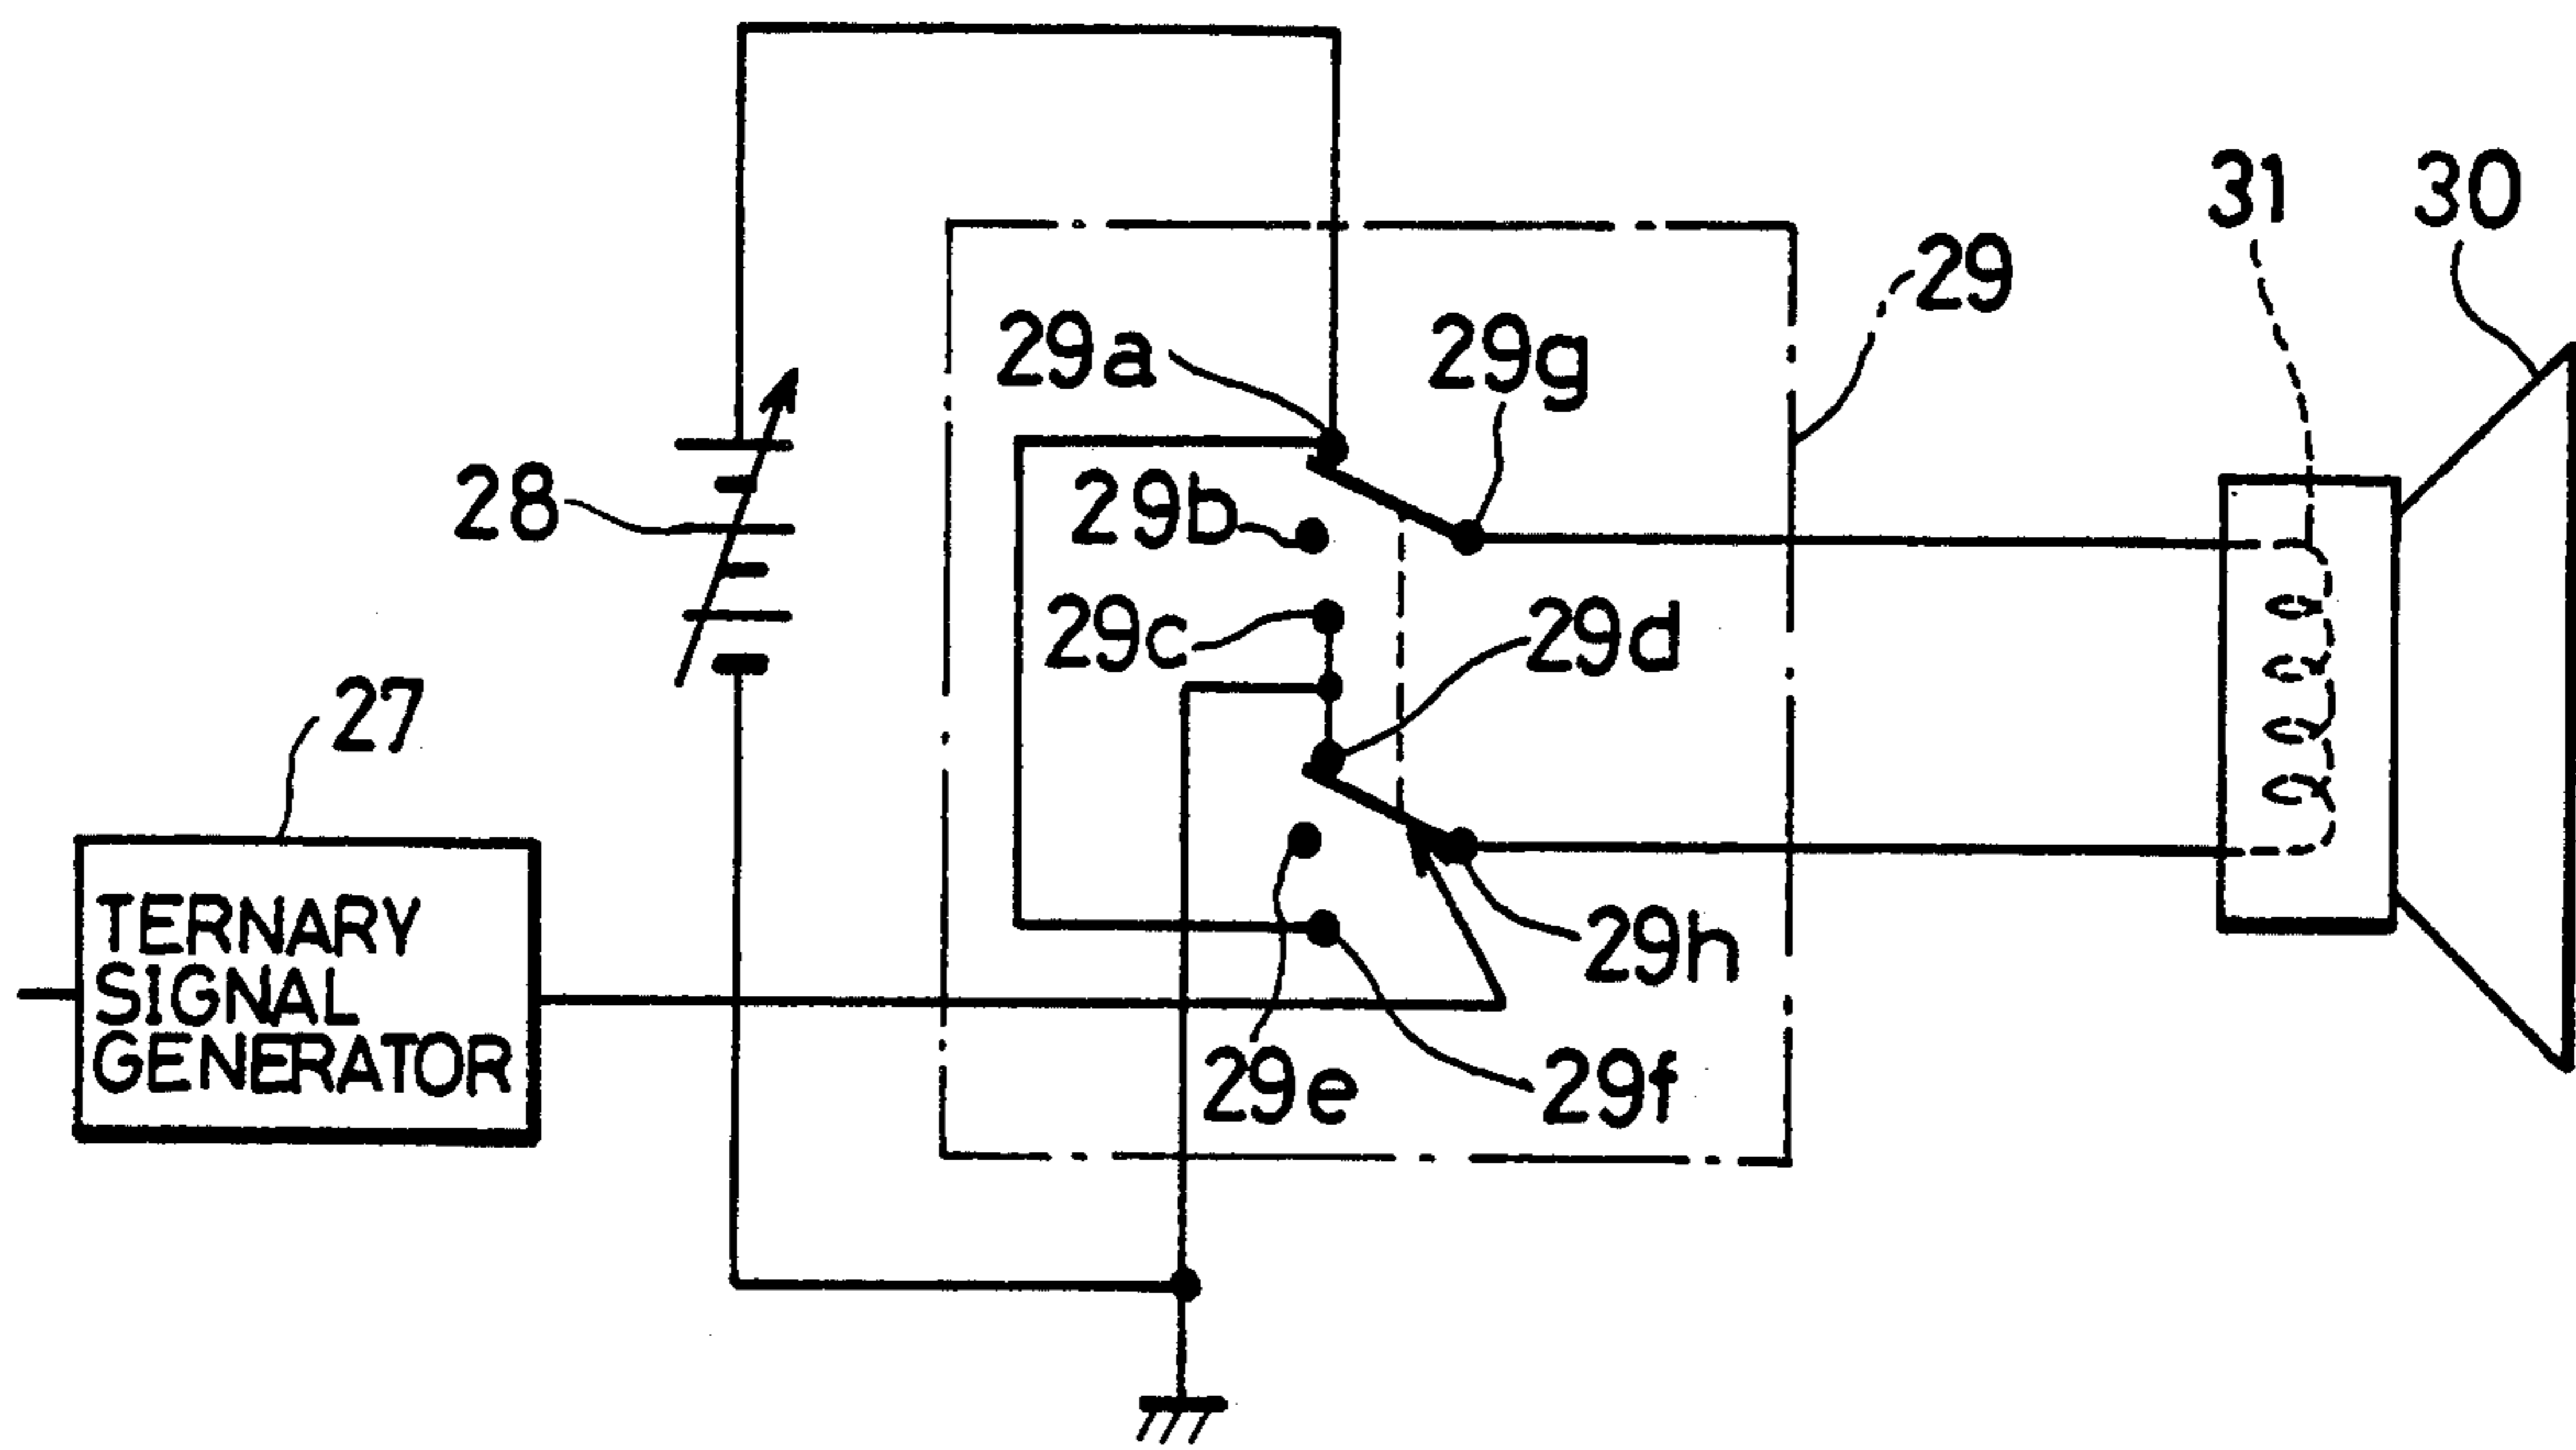 31
30
29
29a
29g
28
29b
29c
29d
27
TERNARY
SIGNAL
GENERATOR
29h
29e
29f